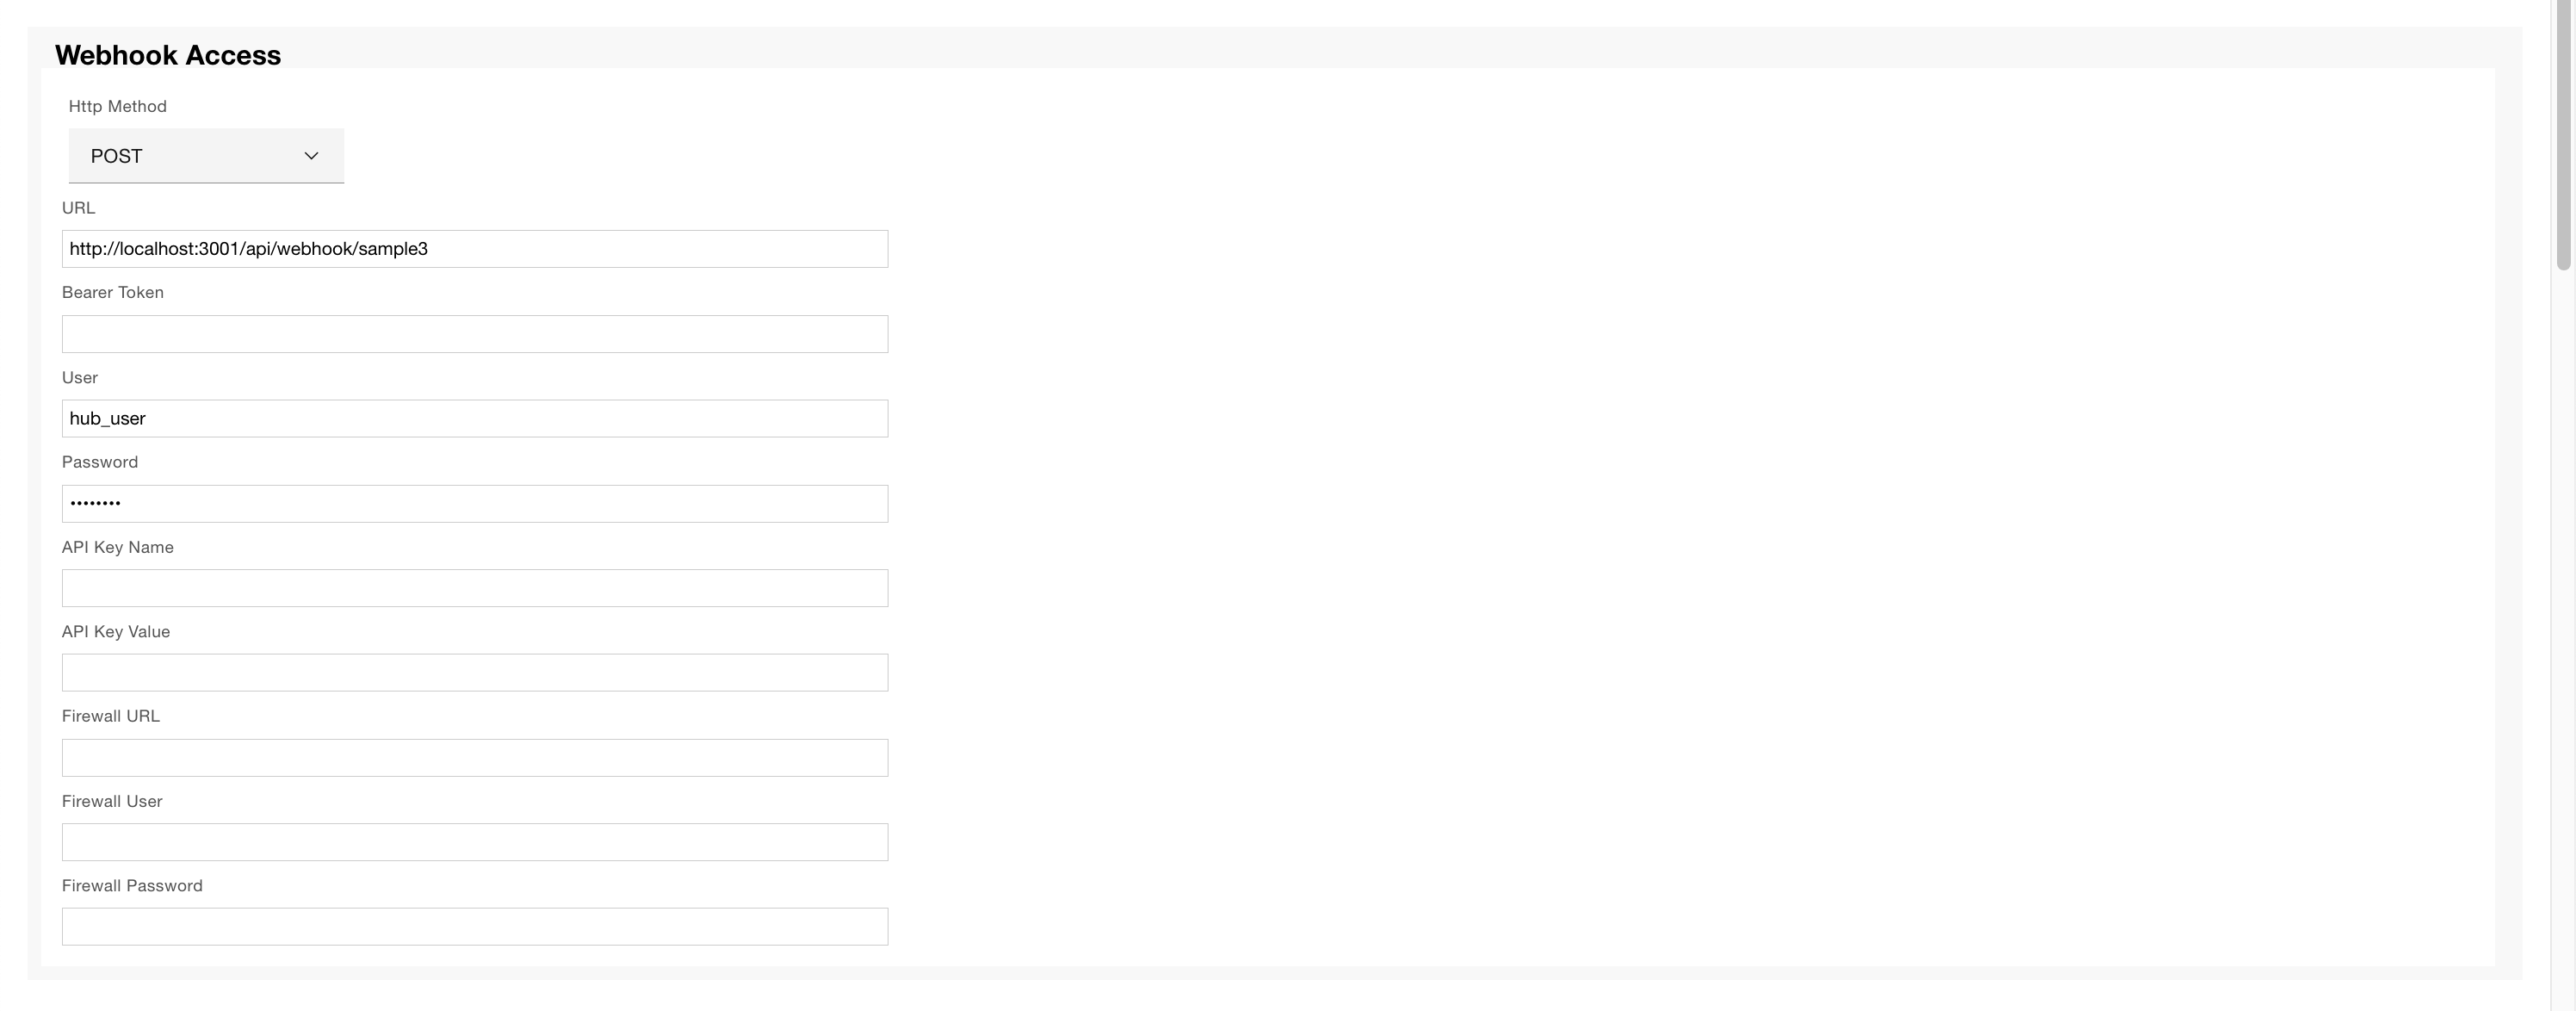 Webhook Access
Http Method
POST
URL
http://localhost:3001/api/webhook/sample3
Bearer Token
User
hub_user
Password
••••••••
API Key Name
API Key Value
Firewall URL
Firewall User
Firewall Password